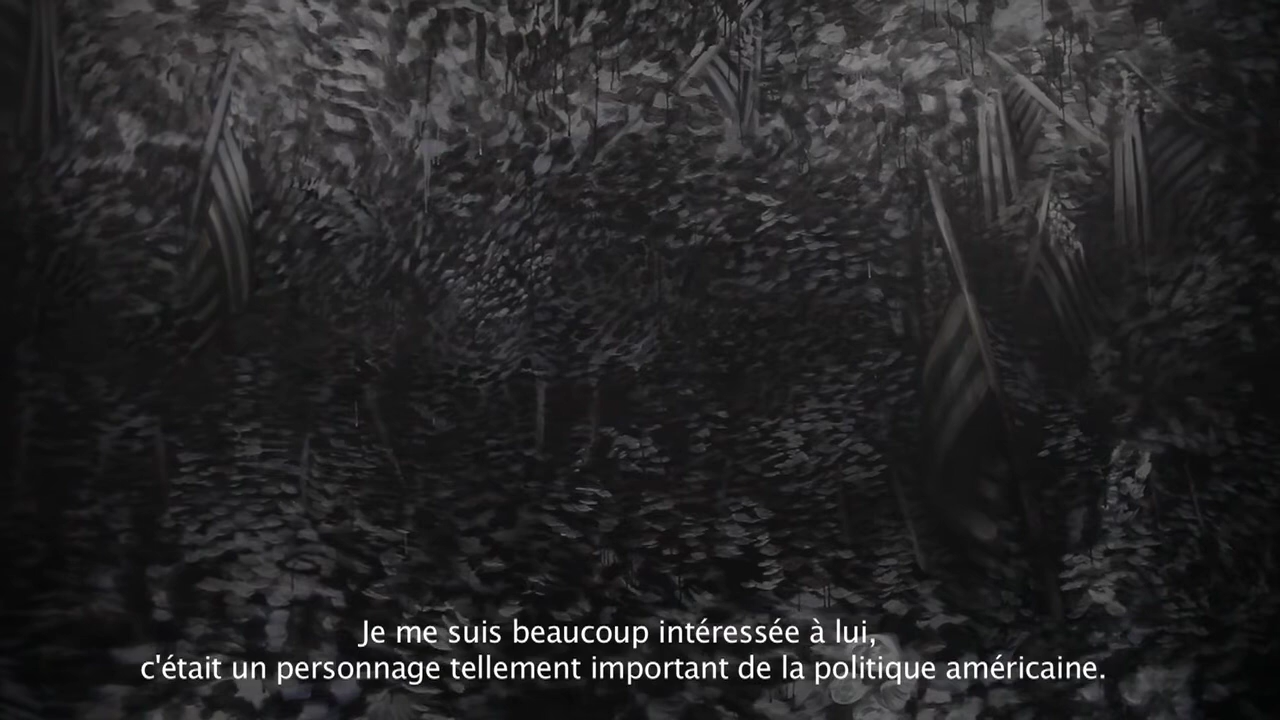 Je me suis beaucoup intéressée à lui,
c'était un personnage tellement important de la politique américaine.